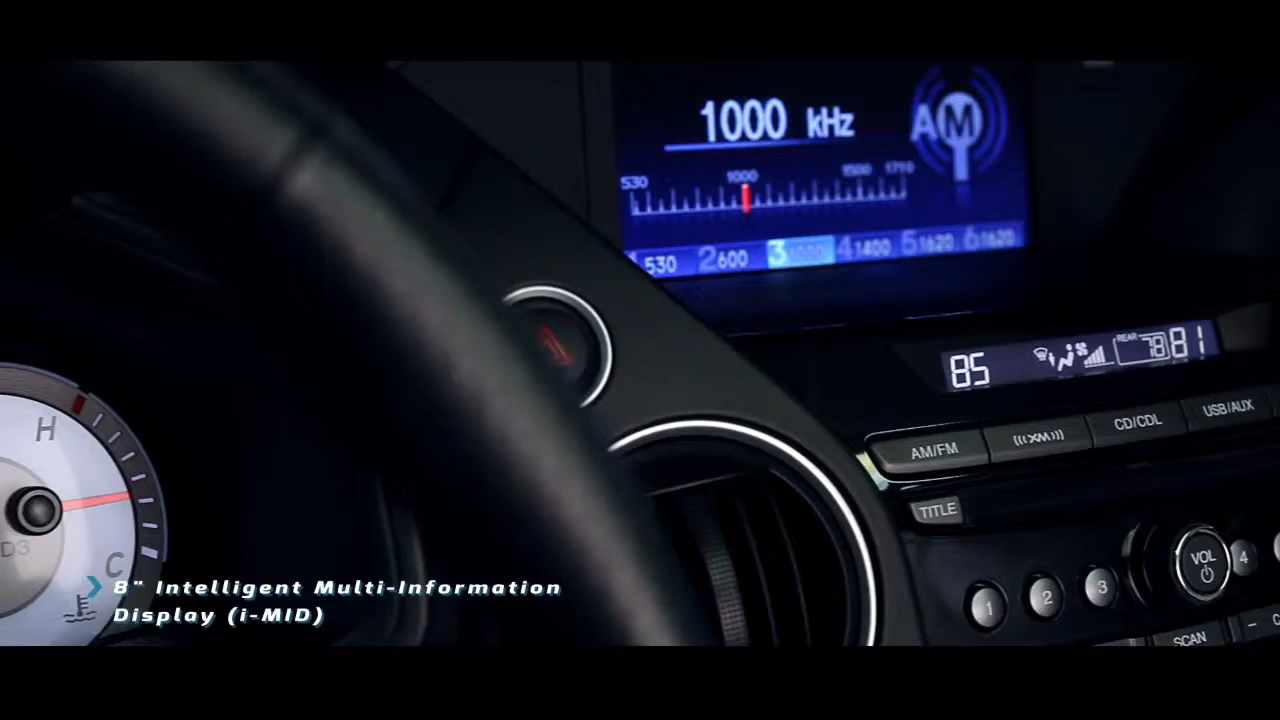 1000 kHz
AM
530 1000 1500 1710
1 530 2 600 3 1000 4 1400 5 1620 6 1620
85 REAR 78 81
AM/FM ((XM)) CD/CDL USB/AUX
TITLE
VOL
1 2 3 4
SCAN
H
C
D3
8" Intelligent Multi-Information
Display (i-MID)